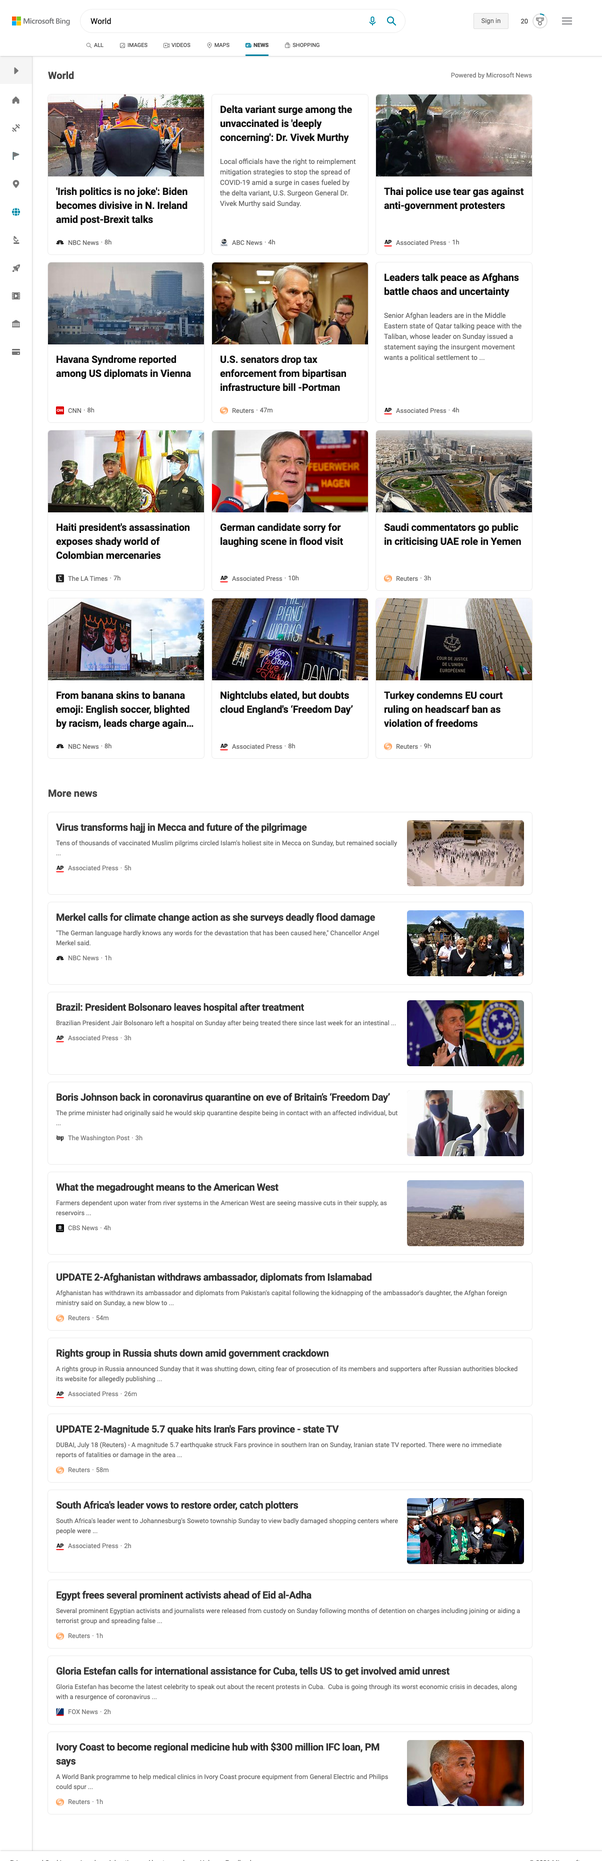 Microsoft Bing
World
Sign in
20
ALL
IMAGES
VIDEOS
MAPS
NEWS
SHOPPING
World
Powered by Microsoft News
'Irish politics is no joke': Biden
becomes divisive in N. Ireland
amid post-Brexit talks
NBC News · 8h
Delta variant surge among the
unvaccinated is 'deeply
concerning': Dr. Vivek Murthy
Local officials have the right to reimplement
mitigation strategies to stop the spread of
COVID-19 amid a surge in cases fueled by
the delta variant, U.S. Surgeon General Dr.
Vivek Murthy said Sunday.
ABC News · 4h
Thai police use tear gas against
anti-government protesters
AP Associated Press · 1h
Havana Syndrome reported
among US diplomats in Vienna
CNN · 8h
U.S. senators drop tax
enforcement from bipartisan
infrastructure bill -Portman
Reuters · 47m
Leaders talk peace as Afghans
battle chaos and uncertainty
Senior Afghan leaders are in the Middle
Eastern state of Qatar talking peace with the
Taliban, whose leader on Sunday issued a
statement saying the insurgent movement
wants a political settlement to ...
AP Associated Press · 4h
Haiti president's assassination
exposes shady world of
Colombian mercenaries
The LA Times · 7h
FEUERWEHR
HAGEN
German candidate sorry for
laughing scene in flood visit
AP Associated Press · 10h
Saudi commentators go public
in criticising UAE role in Yemen
Reuters · 3h
From banana skins to banana
emoji: English soccer, blighted
by racism, leads charge again...
NBC News · 8h
THE
PIANO
WORKS
Non
Stop
EAT
DANCE
Nightclubs elated, but doubts
cloud England's 'Freedom Day'
AP Associated Press · 8h
COUR DE JUSTICE
DE L'UNION
EUROPÉENNE
Turkey condemns EU court
ruling on headscarf ban as
violation of freedoms
Reuters · 9h
More news
Virus transforms hajj in Mecca and future of the pilgrimage
Tens of thousands of vaccinated Muslim pilgrims circled Islam's holiest site in Mecca on Sunday, but remained socially
...
AP Associated Press · 5h
Merkel calls for climate change action as she surveys deadly flood damage
"The German language hardly knows any words for the devastation that has been caused here," Chancellor Angel
Merkel said.
NBC News · 1h
Brazil: President Bolsonaro leaves hospital after treatment
Brazilian President Jair Bolsonaro left a hospital on Sunday after being treated there since last week for an intestinal ...
AP Associated Press · 3h
Boris Johnson back in coronavirus quarantine on eve of Britain's 'Freedom Day'
The prime minister had originally said he would skip quarantine despite being in contact with an affected individual, but
...
wp The Washington Post · 3h
What the megadrought means to the American West
Farmers dependent upon water from river systems in the American West are seeing massive cuts in their supply, as
reservoirs ...
CBS News · 4h
UPDATE 2-Afghanistan withdraws ambassador, diplomats from Islamabad
Afghanistan has withdrawn its ambassador and diplomats from Pakistan's capital following the kidnapping of the ambassador's daughter, the Afghan foreign
ministry said on Sunday, a new blow to ...
Reuters · 54m
Rights group in Russia shuts down amid government crackdown
A rights group in Russia announced Sunday that it was shutting down, citing fear of prosecution of its members and supporters after Russian authorities blocked
its website for allegedly publishing ...
AP Associated Press · 26m
UPDATE 2-Magnitude 5.7 quake hits Iran's Fars province - state TV
DUBAI, July 18 (Reuters) - A magnitude 5.7 earthquake struck Fars province in southern Iran on Sunday, Iranian state TV reported. There were no immediate
reports of fatalities or damage in the area ...
Reuters · 58m
South Africa's leader vows to restore order, catch plotters
South Africa's leader went to Johannesburg's Soweto township Sunday to view badly damaged shopping centers where
people were ...
AP Associated Press · 2h
Egypt frees several prominent activists ahead of Eid al-Adha
Several prominent Egyptian activists and journalists were released from custody on Sunday following months of detention on charges including joining or aiding a
terrorist group and spreading false ...
Reuters · 1h
Gloria Estefan calls for international assistance for Cuba, tells US to get involved amid unrest
Gloria Estefan has become the latest celebrity to speak out about the recent protests in Cuba. Cuba is going through its worst economic crisis in decades, along
with a resurgence of coronavirus ...
FOX News · 2h
Ivory Coast to become regional medicine hub with $300 million IFC loan, PM
says
A World Bank programme to help medical clinics in Ivory Coast procure equipment from General Electric and Philips
could spur ...
Reuters · 1h